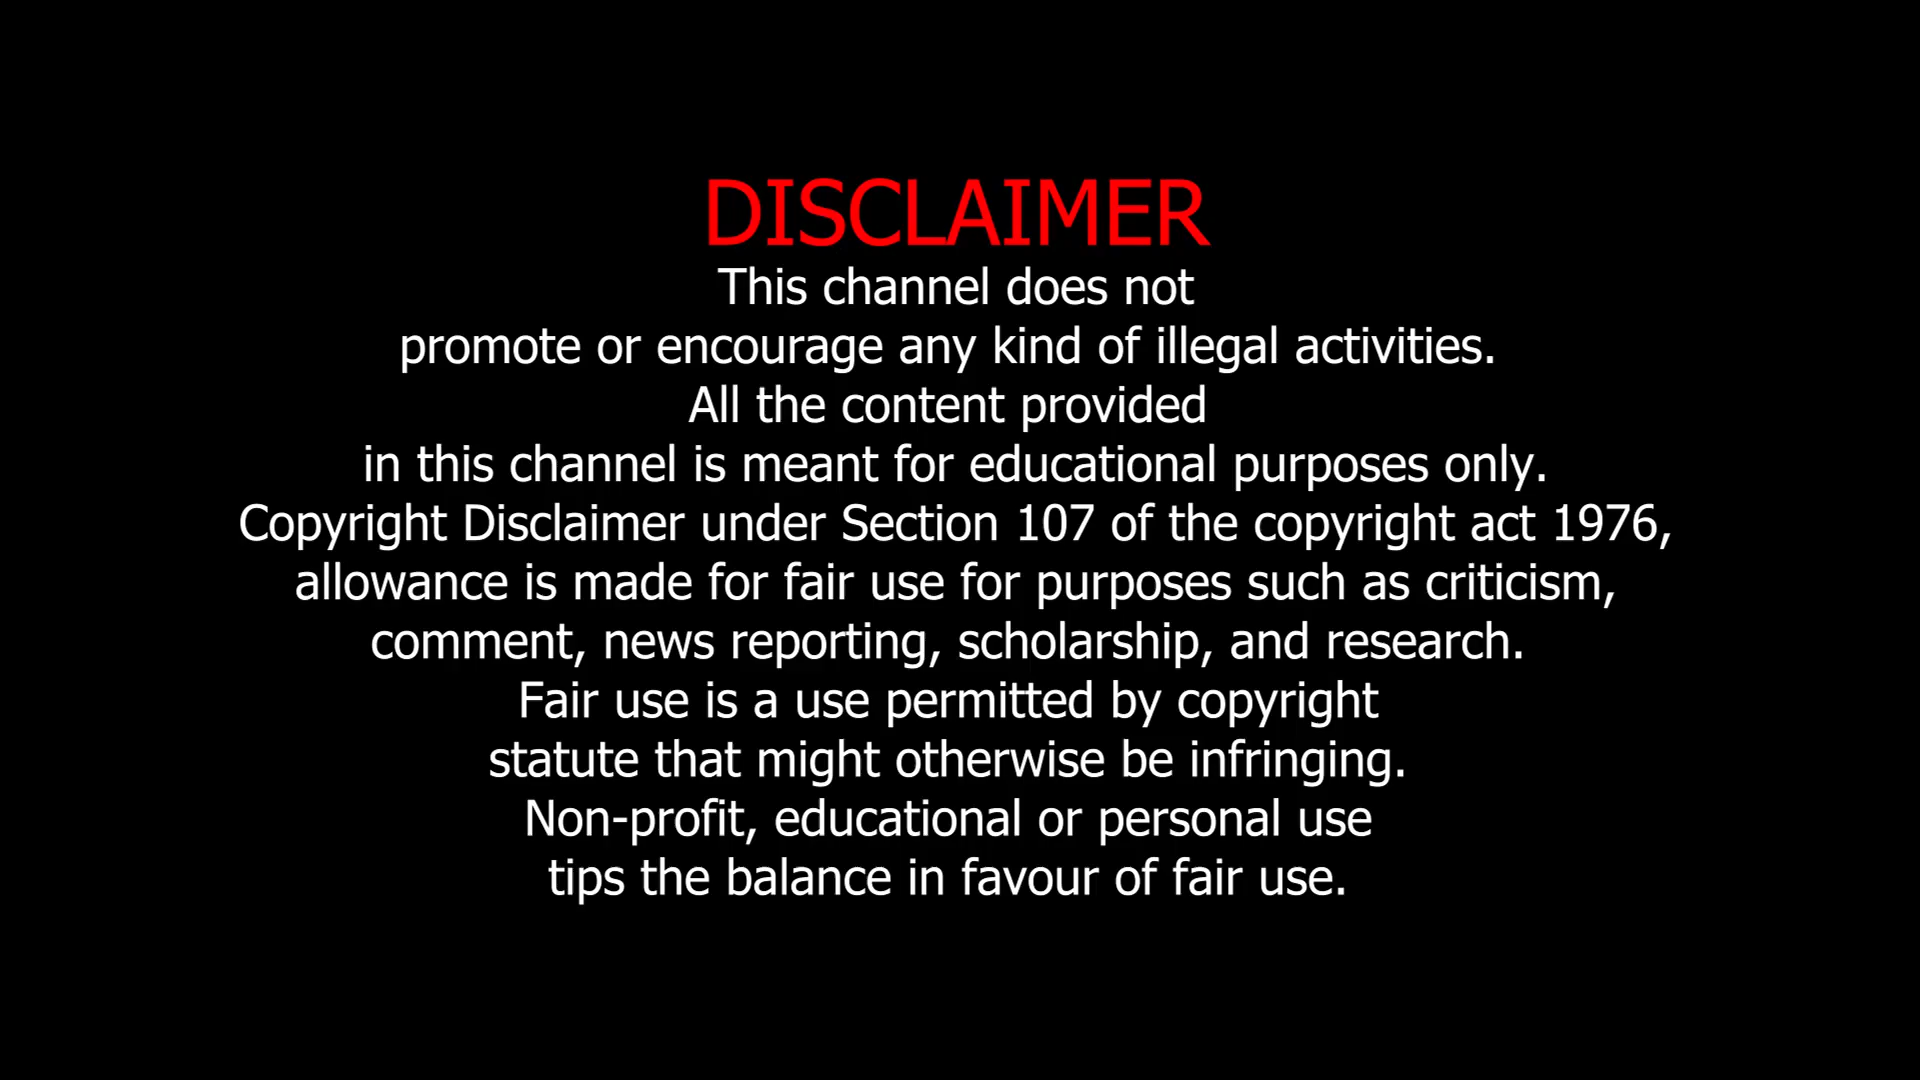 DISCLAIMER
This channel does not
promote or encourage any kind of illegal activities.
All the content provided
in this channel is meant for educational purposes only.
Copyright Disclaimer under Section 107 of the copyright act 1976,
allowance is made for fair use for purposes such as criticism,
comment, news reporting, scholarship, and research.
Fair use is a use permitted by copyright
statute that might otherwise be infringing.
Non-profit, educational or personal use
tips the balance in favour of fair use.